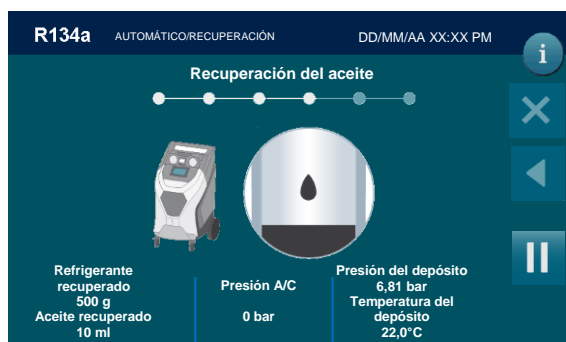 R134a AUTOMÁTICO/RECUPERACIÓN DD/MM/AA XX:XX PM
i
Recuperación del aceite
Refrigerante
recuperado
500 g
Aceite recuperado
10 ml
Presión A/C
0 bar
Presión del depósito
6,81 bar
Temperatura del
depósito
22,0°C